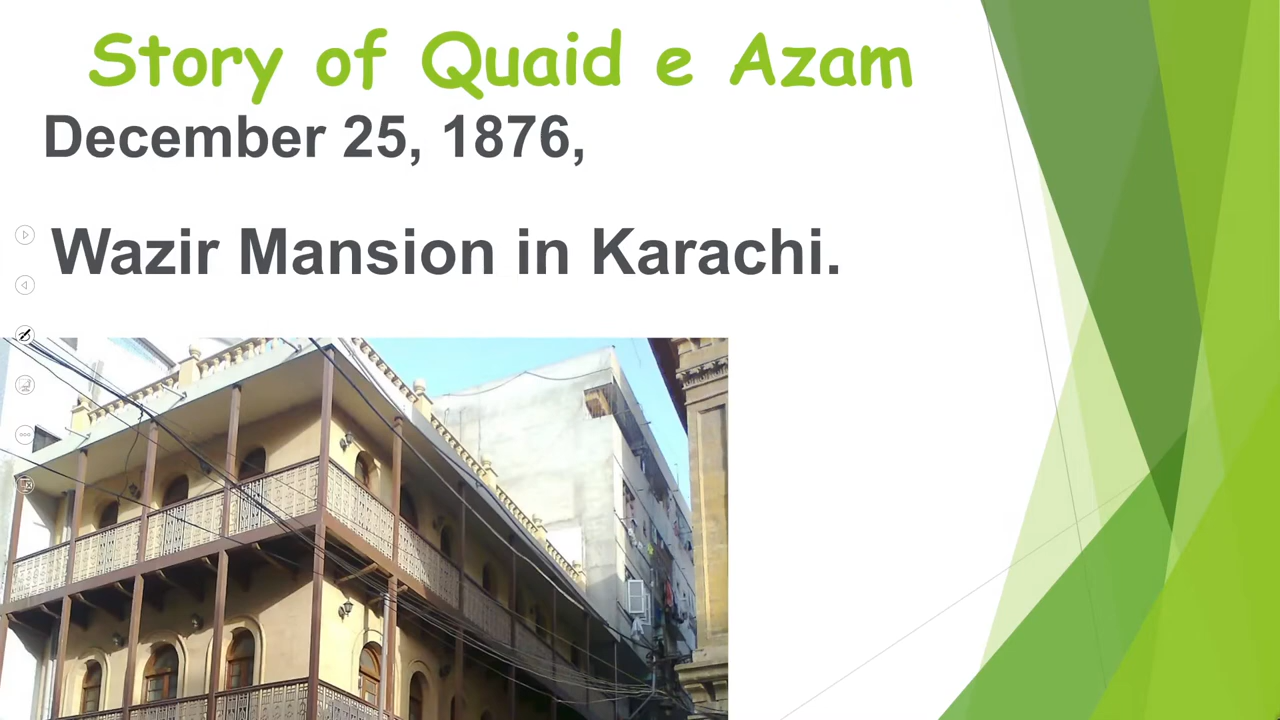 Story of Quaid e Azam
December 25, 1876,
Wazir Mansion in Karachi.